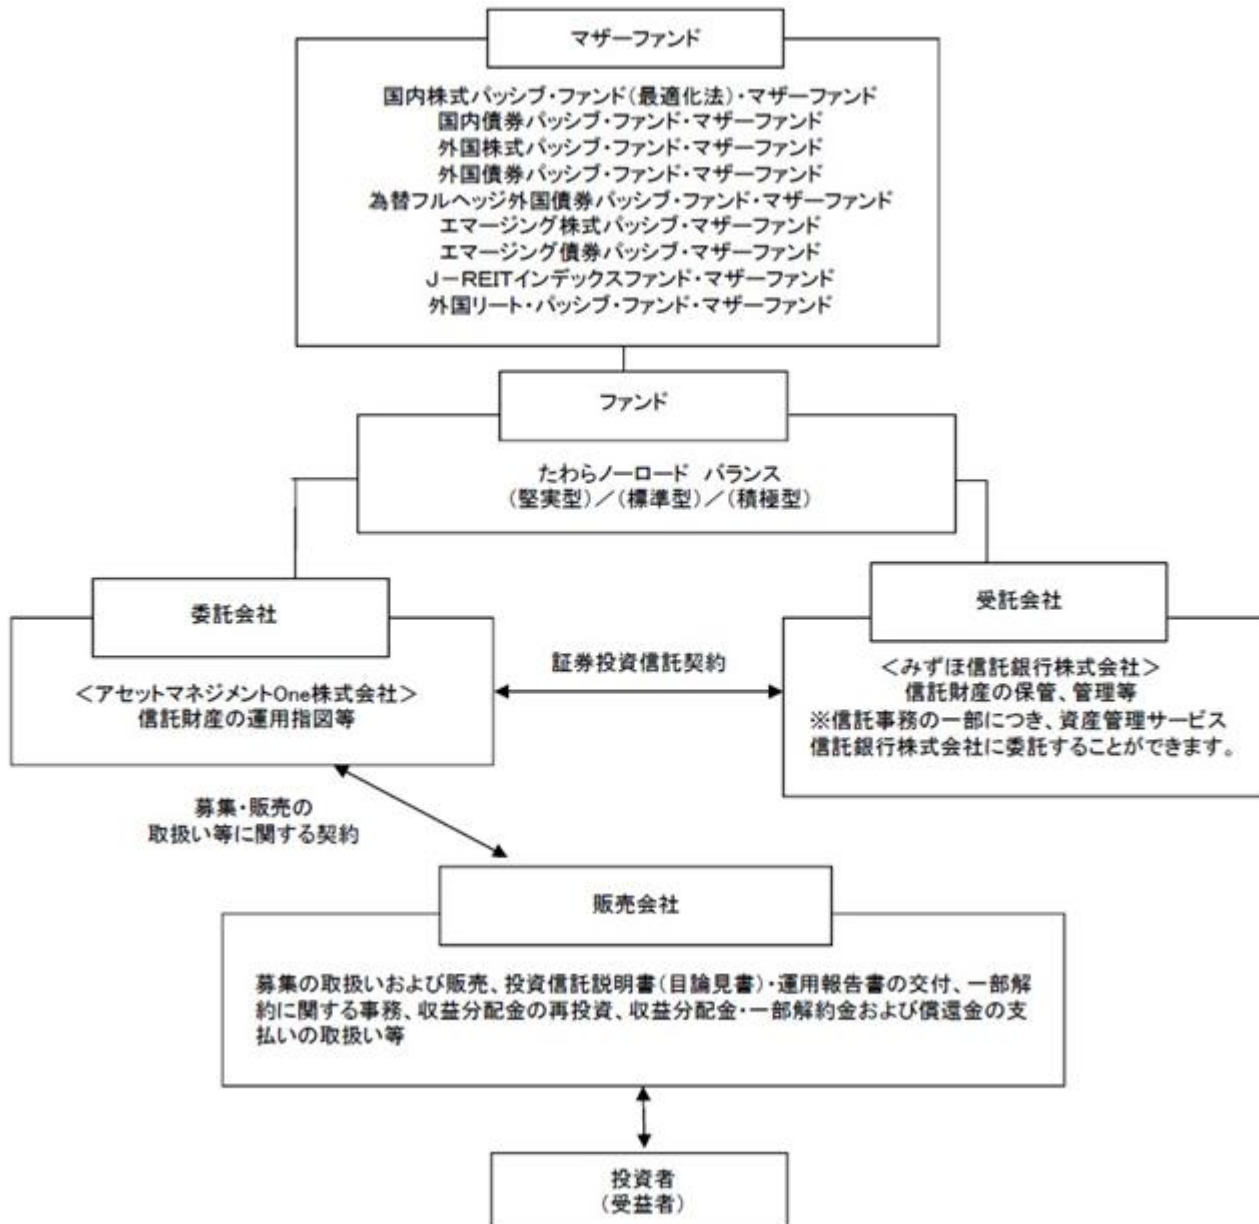 マザーファンド
国内株式パッシブ・ファンド(最適化法)・マザーファンド
国内債券パッシブ・ファンド・マザーファンド
外国株式パッシブ・ファンド・マザーファンド
外国債券パッシブ・ファンド・マザーファンド
為替フルヘッジ外国債券パッシブ・ファンド・マザーファンド
エマージング株式パッシブ・マザーファンド
エマージング債券パッシブ・マザーファンド
J－REITインデックスファンド・マザーファンド
外国リート・パッシブ・ファンド・マザーファンド
ファンド
たわらノーロード　バランス
(堅実型)／(標準型)／(積極型)
委託会社
＜アセットマネジメントOne株式会社＞
信託財産の運用指図等
証券投資信託契約
受託会社
＜みずほ信託銀行株式会社＞
信託財産の保管、管理等
※信託事務の一部につき、資産管理サービス
信託銀行株式会社に委託することができます。
募集・販売の
取扱い等に関する契約
販売会社
募集の取扱いおよび販売、投資信託説明書(目論見書)・運用報告書の交付、一部解
約に関する事務、収益分配金の再投資、収益分配金・一部解約金および償還金の支
払いの取扱い等
投資者
(受益者)